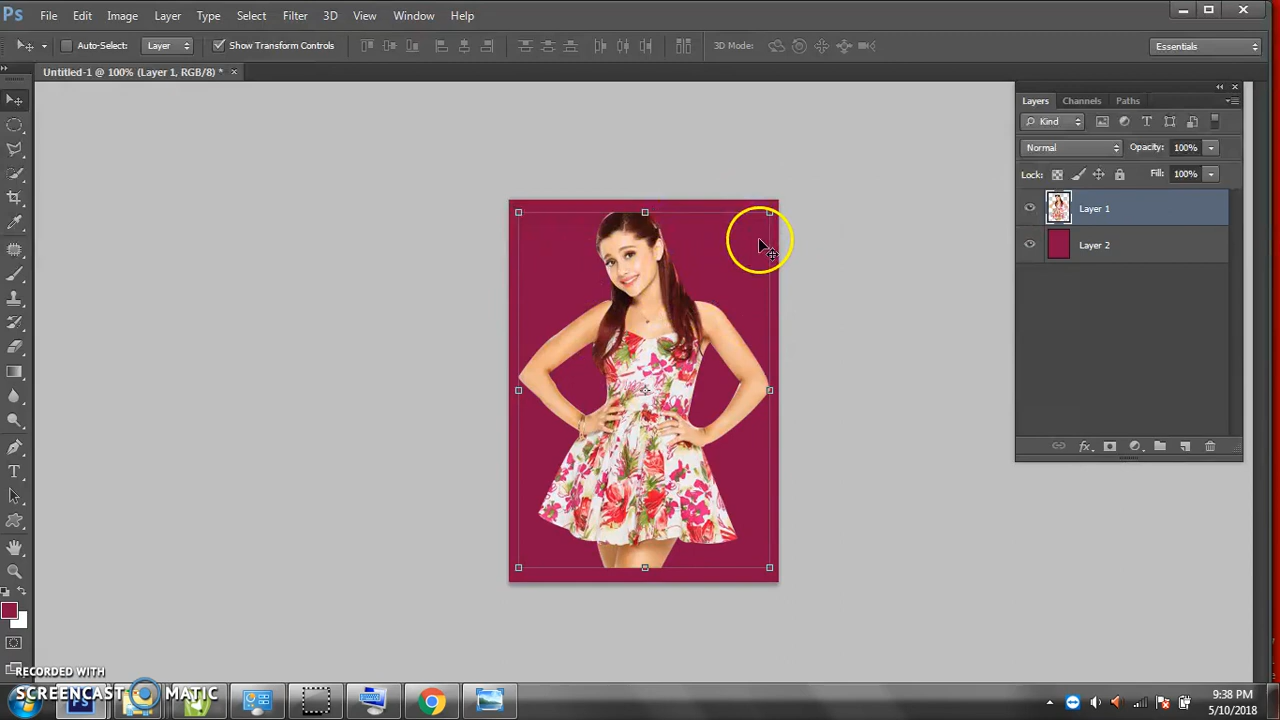 Ps File Edit Image Layer Type Select Filter 3D View Window Help
Auto-Select: Layer Show Transform Controls 3D Mode: Essentials
Untitled-1 @ 100% (Layer 1, RGB/8) * ×
Layers Channels Paths
Kind
Normal Opacity: 100%
Lock: Fill: 100%
Layer 1
Layer 2
fx
RECORDED WITH
SCREENCAST MATIC
Ps
9:38 PM
5/10/2018